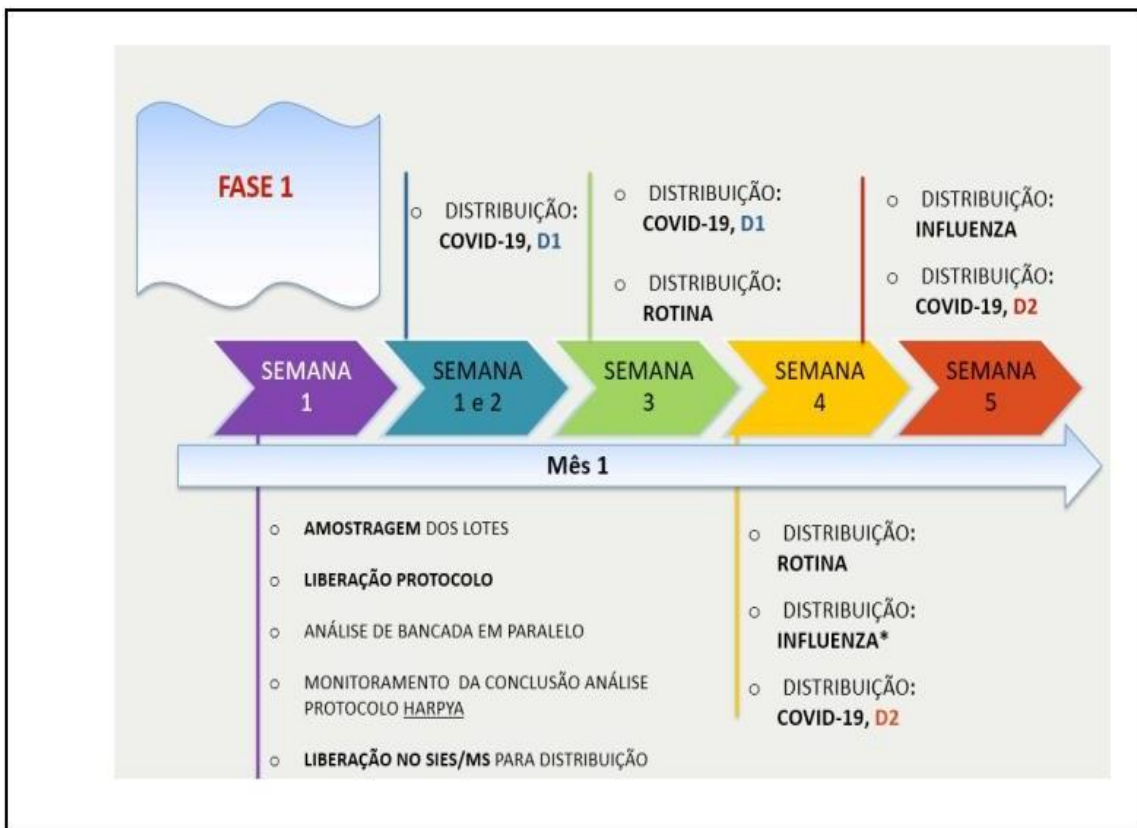 FASE 1
○ DISTRIBUIÇÃO:
COVID-19, D1
○ DISTRIBUIÇÃO:
COVID-19, D1
○ DISTRIBUIÇÃO:
ROTINA
○ DISTRIBUIÇÃO:
INFLUENZA
○ DISTRIBUIÇÃO:
COVID-19, D2
SEMANA
1
SEMANA
1 e 2
SEMANA
3
SEMANA
4
SEMANA
5
Mês 1
○ AMOSTRAGEM DOS LOTES
○ LIBERAÇÃO PROTOCOLO
○ ANÁLISE DE BANCADA EM PARALELO
○ MONITORAMENTO DA CONCLUSÃO ANÁLISE
PROTOCOLO HARPYA
○ LIBERAÇÃO NO SIES/MS PARA DISTRIBUIÇÃO
○ DISTRIBUIÇÃO:
ROTINA
○ DISTRIBUIÇÃO:
INFLUENZA*
○ DISTRIBUIÇÃO:
COVID-19, D2